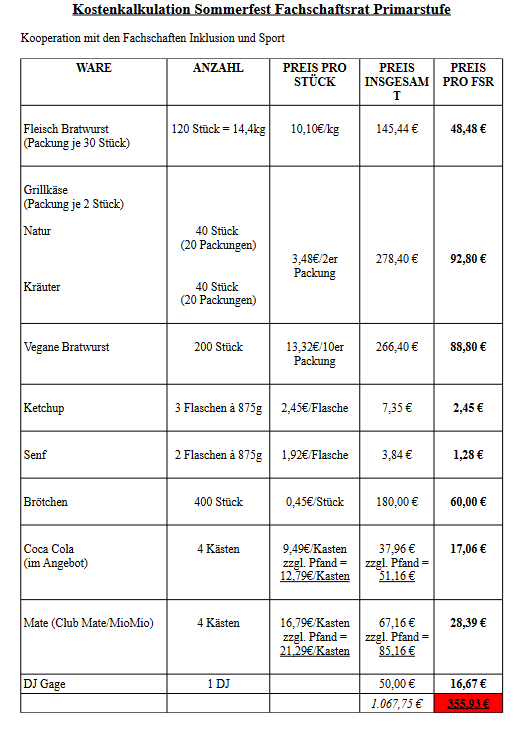 Kostenkalkulation Sommerfest Fachschaftsrat Primarstufe
Kooperation mit den Fachschaften Inklusion und Sport
WARE ANZAHL PREIS PRO STÜCK PREIS INSGESAMT PREIS PRO FSR
Fleisch Bratwurst 120 Stück = 14,4kg 10,10€/kg 145,44 € 48,48 €
(Packung je 30 Stück)
Grillkäse
(Packung je 2 Stück)
Natur 40 Stück
(20 Packungen)
3,48€/2er Packung 278,40 € 92,80 €
Kräuter 40 Stück
(20 Packungen)
Vegane Bratwurst 200 Stück 13,32€/10er Packung 266,40 € 88,80 €
Ketchup 3 Flaschen à 875g 2,45€/Flasche 7,35 € 2,45 €
Senf 2 Flaschen à 875g 1,92€/Flasche 3,84 € 1,28 €
Brötchen 400 Stück 0,45€/Stück 180,00 € 60,00 €
Coca Cola 4 Kästen 9,49€/Kasten 37,96 € 17,06 €
(im Angebot) zzgl. Pfand = zzgl. Pfand =
12,79€/Kasten 51,16 €
Mate (Club Mate/MioMio) 4 Kästen 16,79€/Kasten 67,16 € 28,39 €
zzgl. Pfand = zzgl. Pfand =
21,29€/Kasten 85,16 €
DJ Gage 1 DJ 50,00 € 16,67 €
1.067,75 € 355,93 €